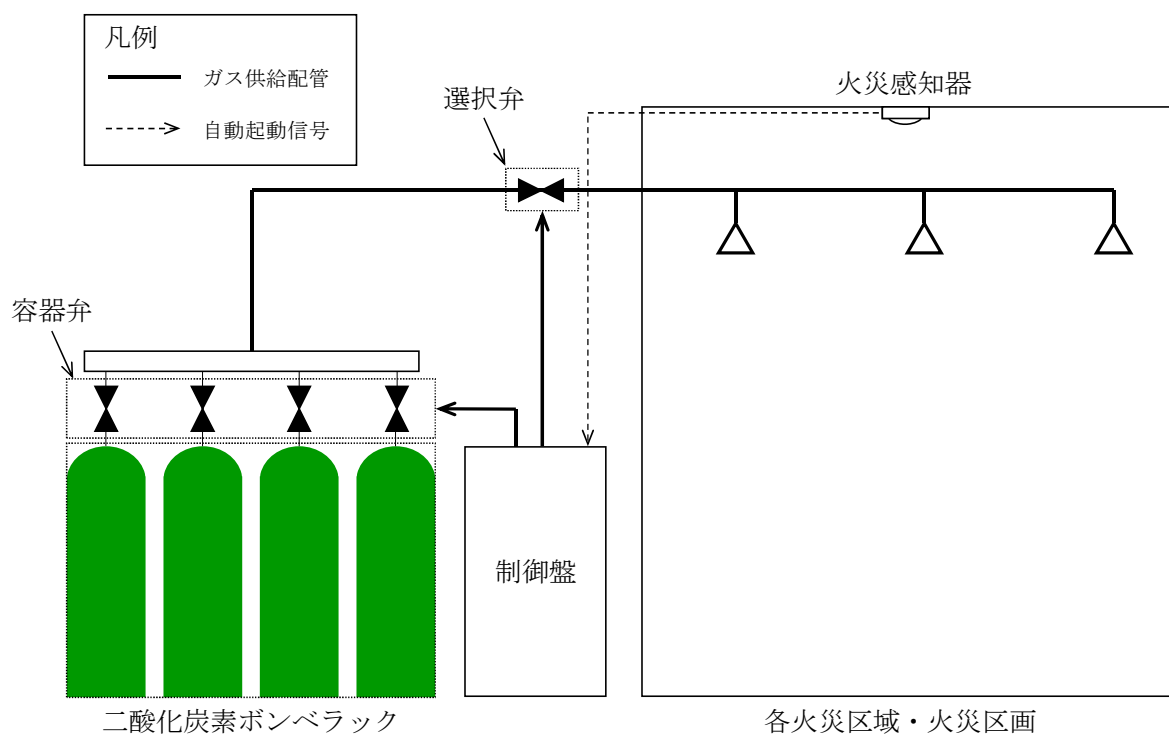 凡例
ガス供給配管
自動起動信号
選択弁
火災感知器
容器弁
制御盤
二酸化炭素ボンベラック
各火災区域・火災区画